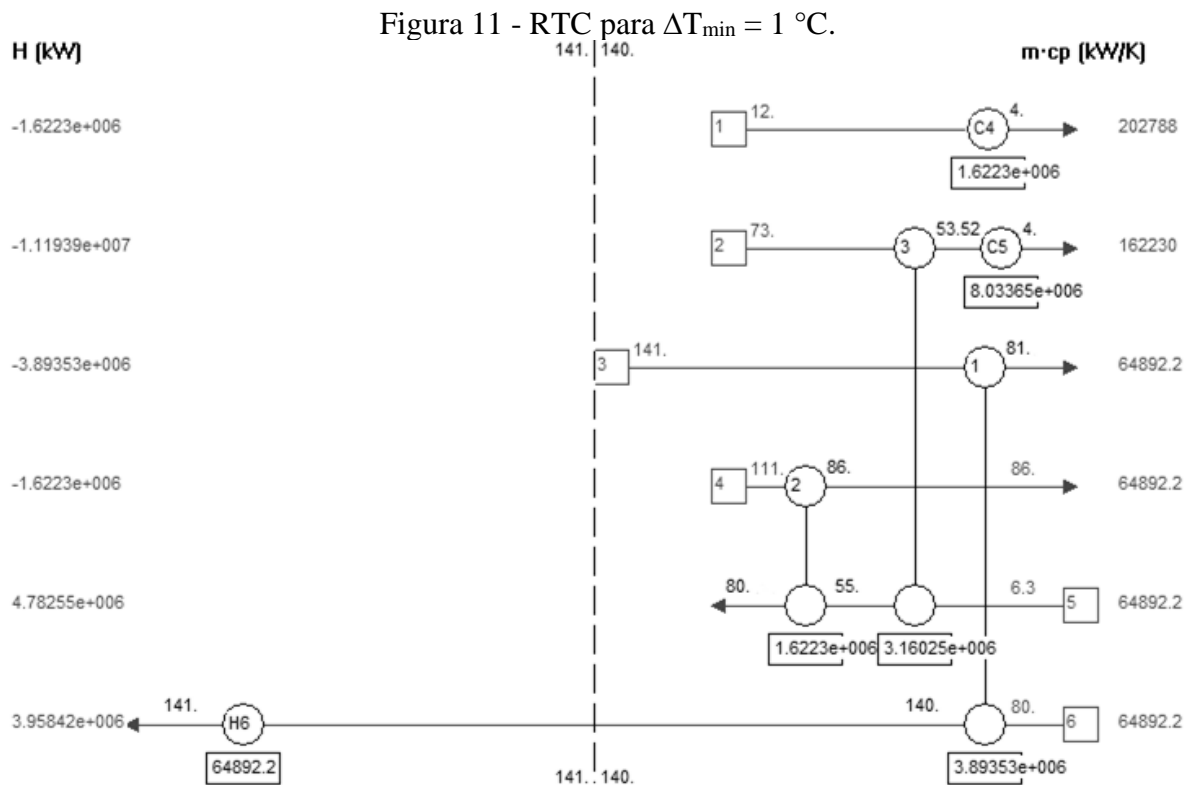 Figura 11 - RTC para ΔTmin = 1 °C.
H (kW) 141. 140. m·cp (kW/K)
-1.6223e+006 1 12. C4 4. 202788
1.6223e+006
-1.11939e+007 2 73. 3 53.52 C5 4. 162230
8.03365e+006
-3.89353e+006 3 141. 1 81. 64892.2
-1.6223e+006 4 111. 2 86. 86. 64892.2
4.78255e+006 80. 55. 6.3 5 64892.2
1.6223e+006 3.16025e+006
3.95842e+006 141. H6 140. 80. 6 64892.2
64892.2 3.89353e+006
141. 140.